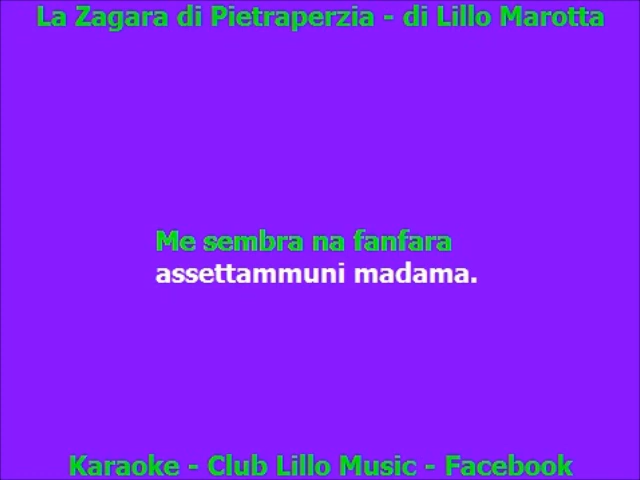 La Zagara di Pietraperzia - di Lillo Marotta
Me sembra na fanfara
assettammuni madama.
Karaoke - Club Lillo Music - Facebook